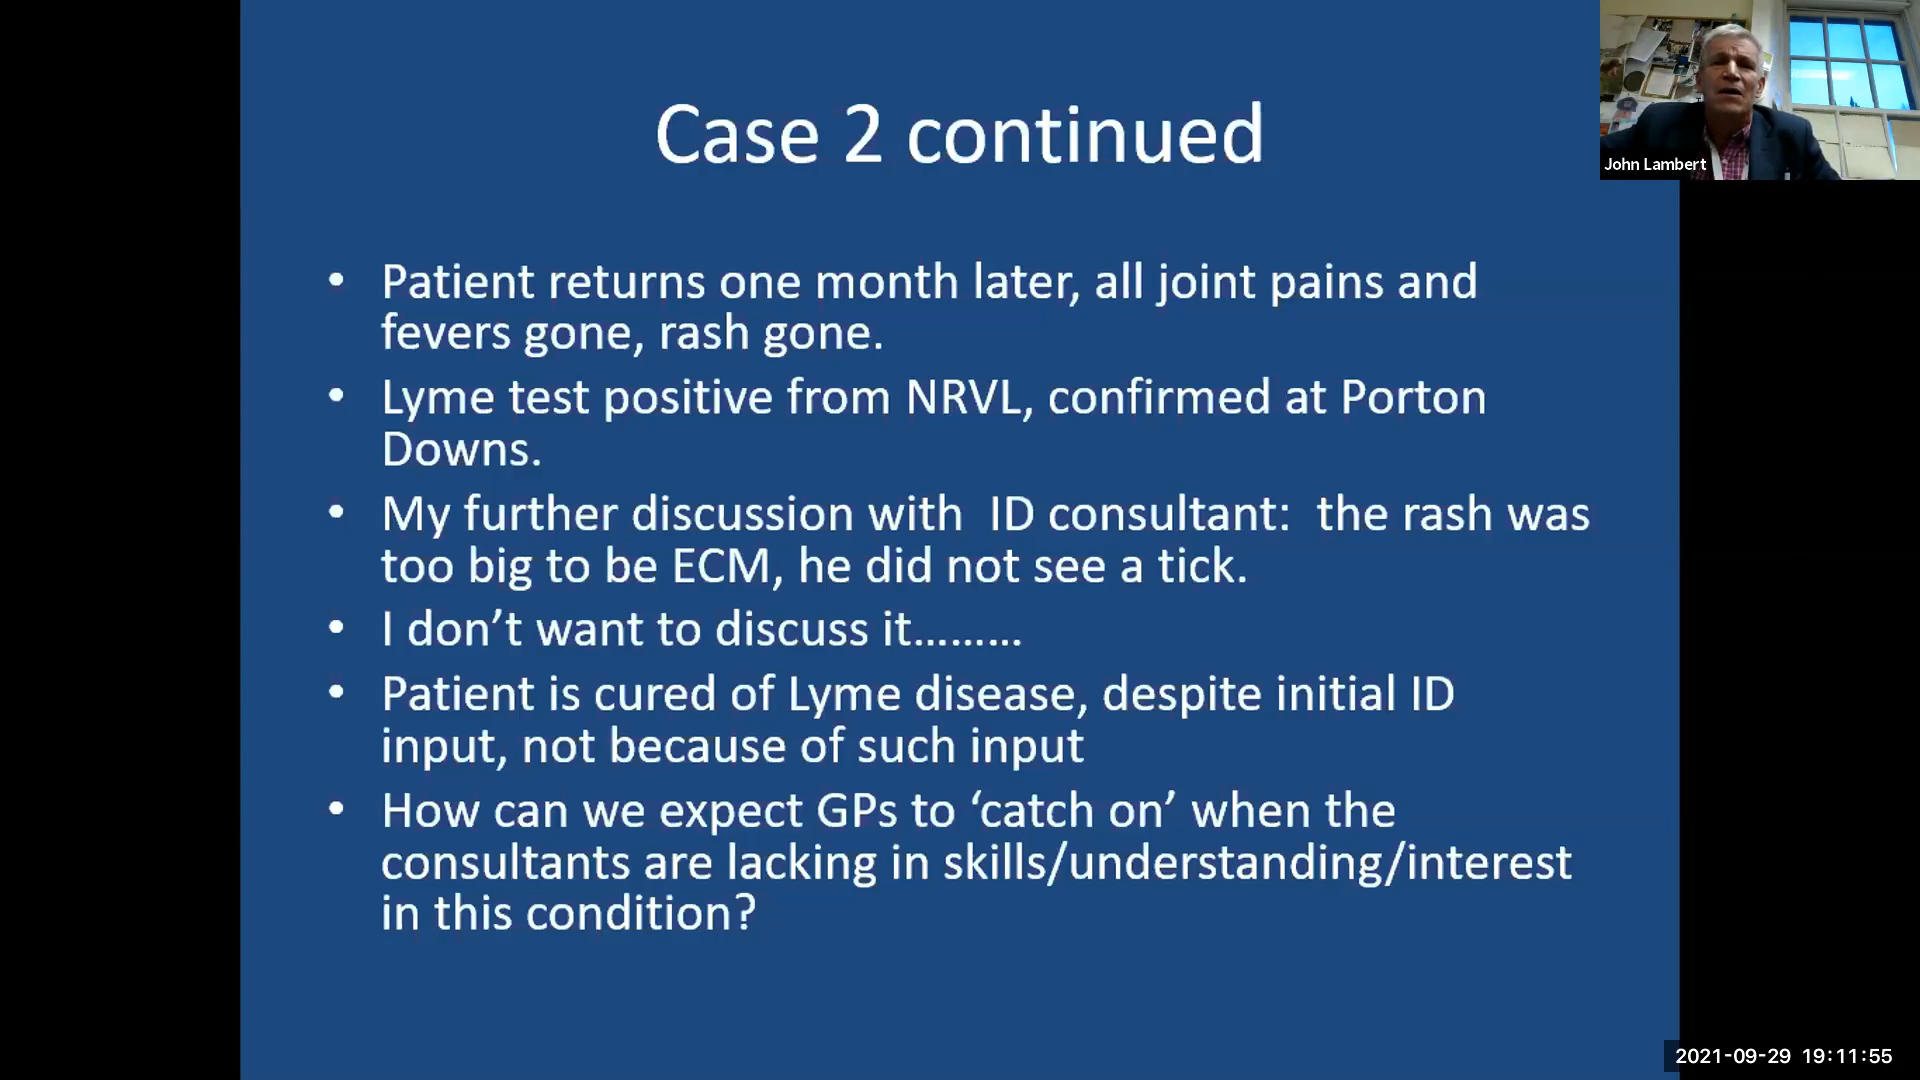 Case 2 continued
John Lambert
• Patient returns one month later, all joint pains and
fevers gone, rash gone.
• Lyme test positive from NRVL, confirmed at Porton
Downs.
• My further discussion with  ID consultant:  the rash was
too big to be ECM, he did not see a tick.
• I don’t want to discuss it………
• Patient is cured of Lyme disease, despite initial ID
input, not because of such input
• How can we expect GPs to ‘catch on’ when the
consultants are lacking in skills/understanding/interest
in this condition?
2021-09-29 19:11:55